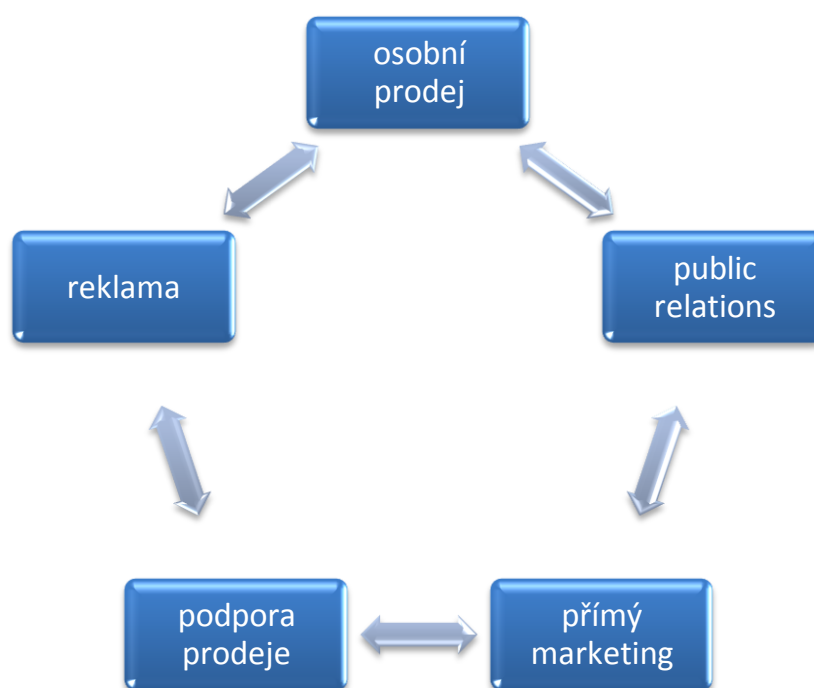 osobní
prodej
reklama
public
relations
podpora
prodeje
přímý
marketing